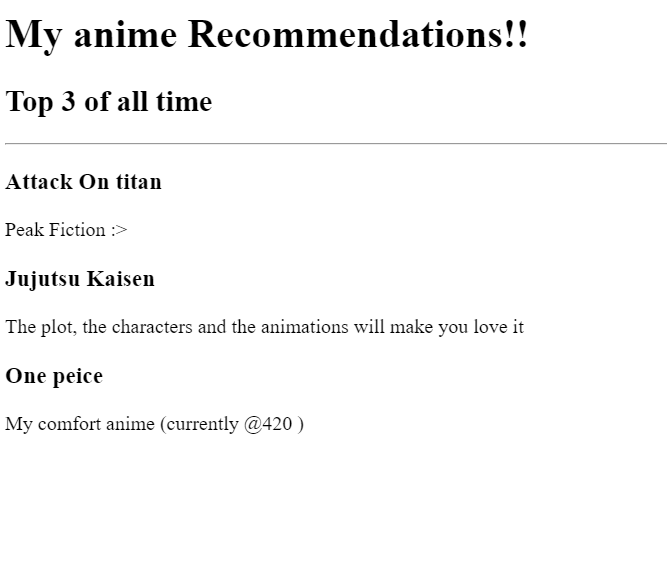 My anime Recommendations!!
Top 3 of all time
Attack On titan
Peak Fiction :>
Jujutsu Kaisen
The plot, the characters and the animations will make you love it
One peice
My comfort anime (currently @420 )